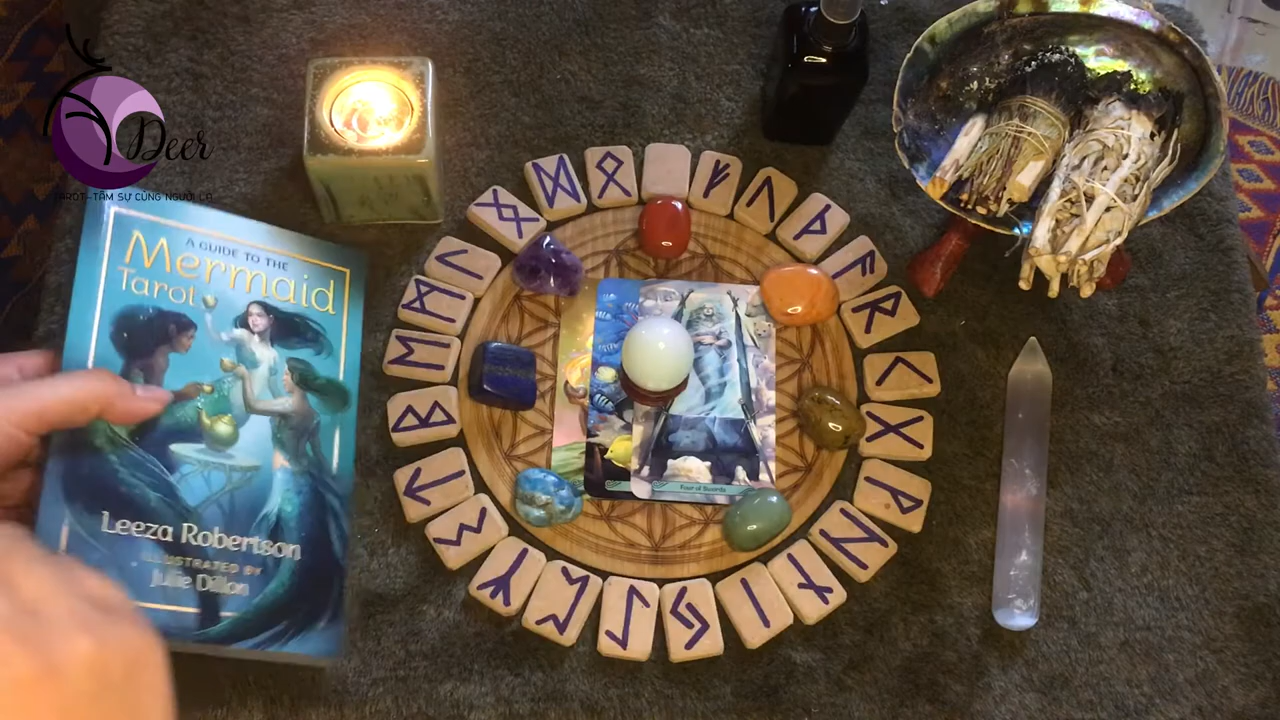 Deer
TAROT - TÂM SỰ CÙNG NGƯỜI LẠ
A GUIDE TO THE
Mermaid
Tarot
Leeza Robertson
ILLUSTRATED BY
Julie Dillon
Four of Swords
ᛞ
ᛟ
ᚠ
ᚢ
ᚦ
ᚨ
ᚱ
ᚲ
ᚷ
ᚹ
ᚺ
ᚾ
ᛁ
ᛃ
ᛇ
ᛈ
ᛉ
ᛊ
ᛏ
ᛒ
ᛖ
ᛗ
ᛚ
ᛜ